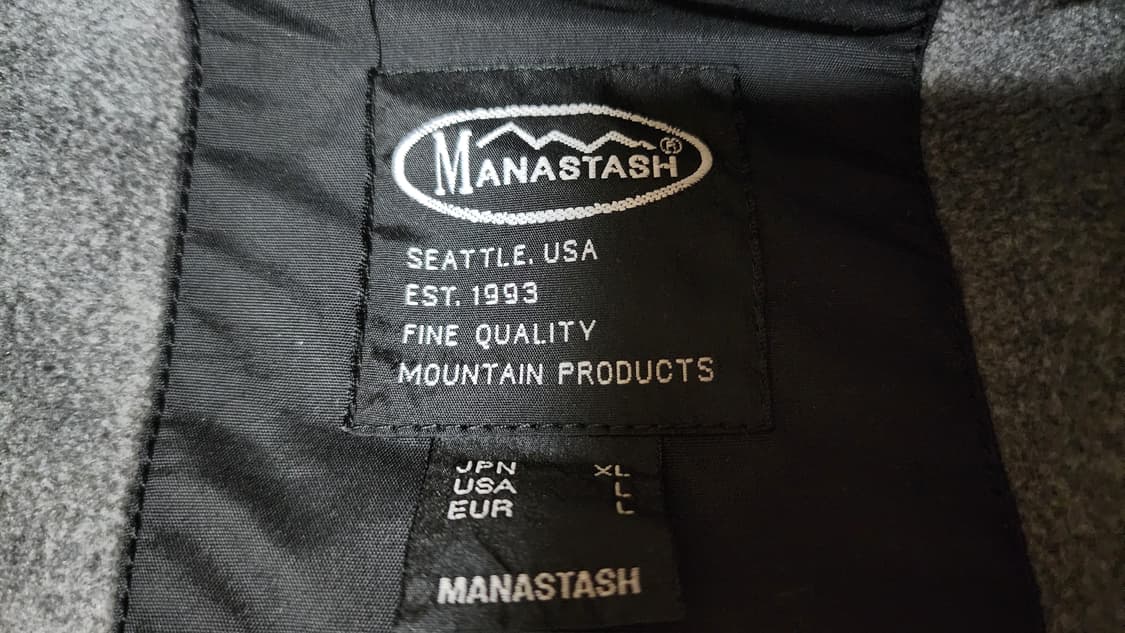 MANASTASH®
SEATTLE, USA
EST. 1993
FINE QUALITY
MOUNTAIN PRODUCTS
JPN XL
USA L
EUR L
MANASTASH